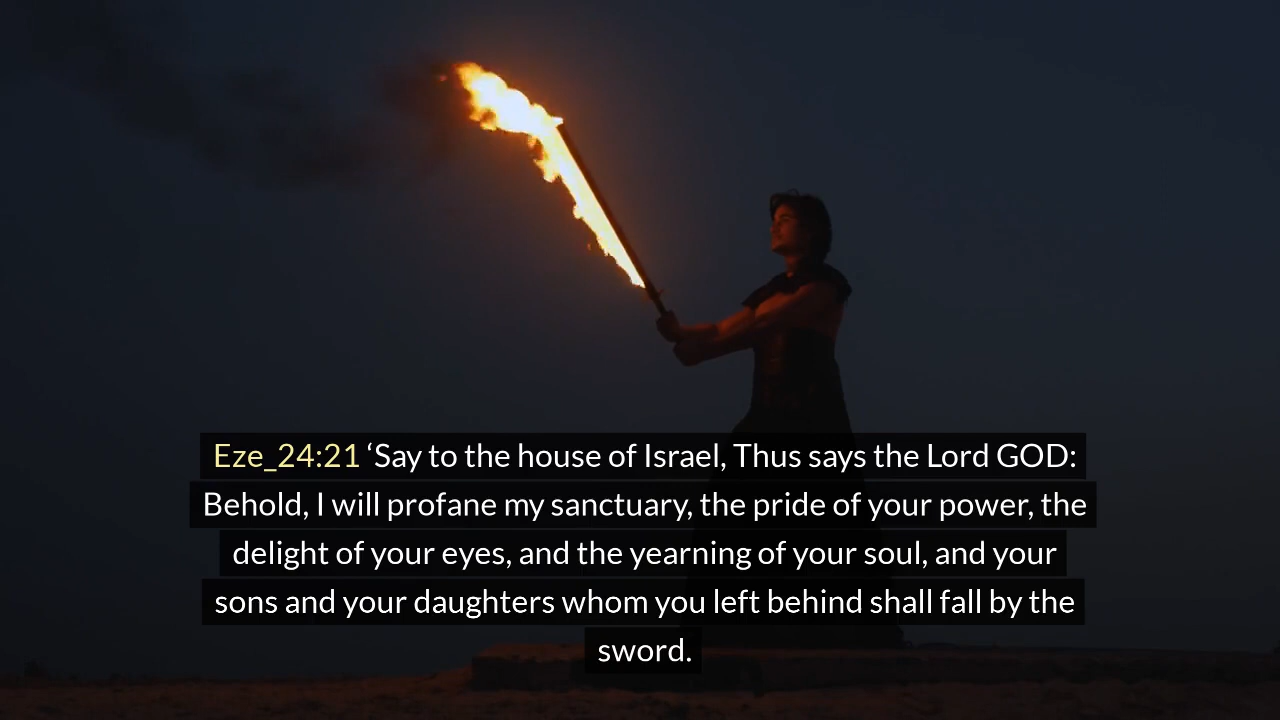 Eze_24:21 ‘Say to the house of Israel, Thus says the Lord GOD:
Behold, I will profane my sanctuary, the pride of your power, the
delight of your eyes, and the yearning of your soul, and your
sons and your daughters whom you left behind shall fall by the
sword.